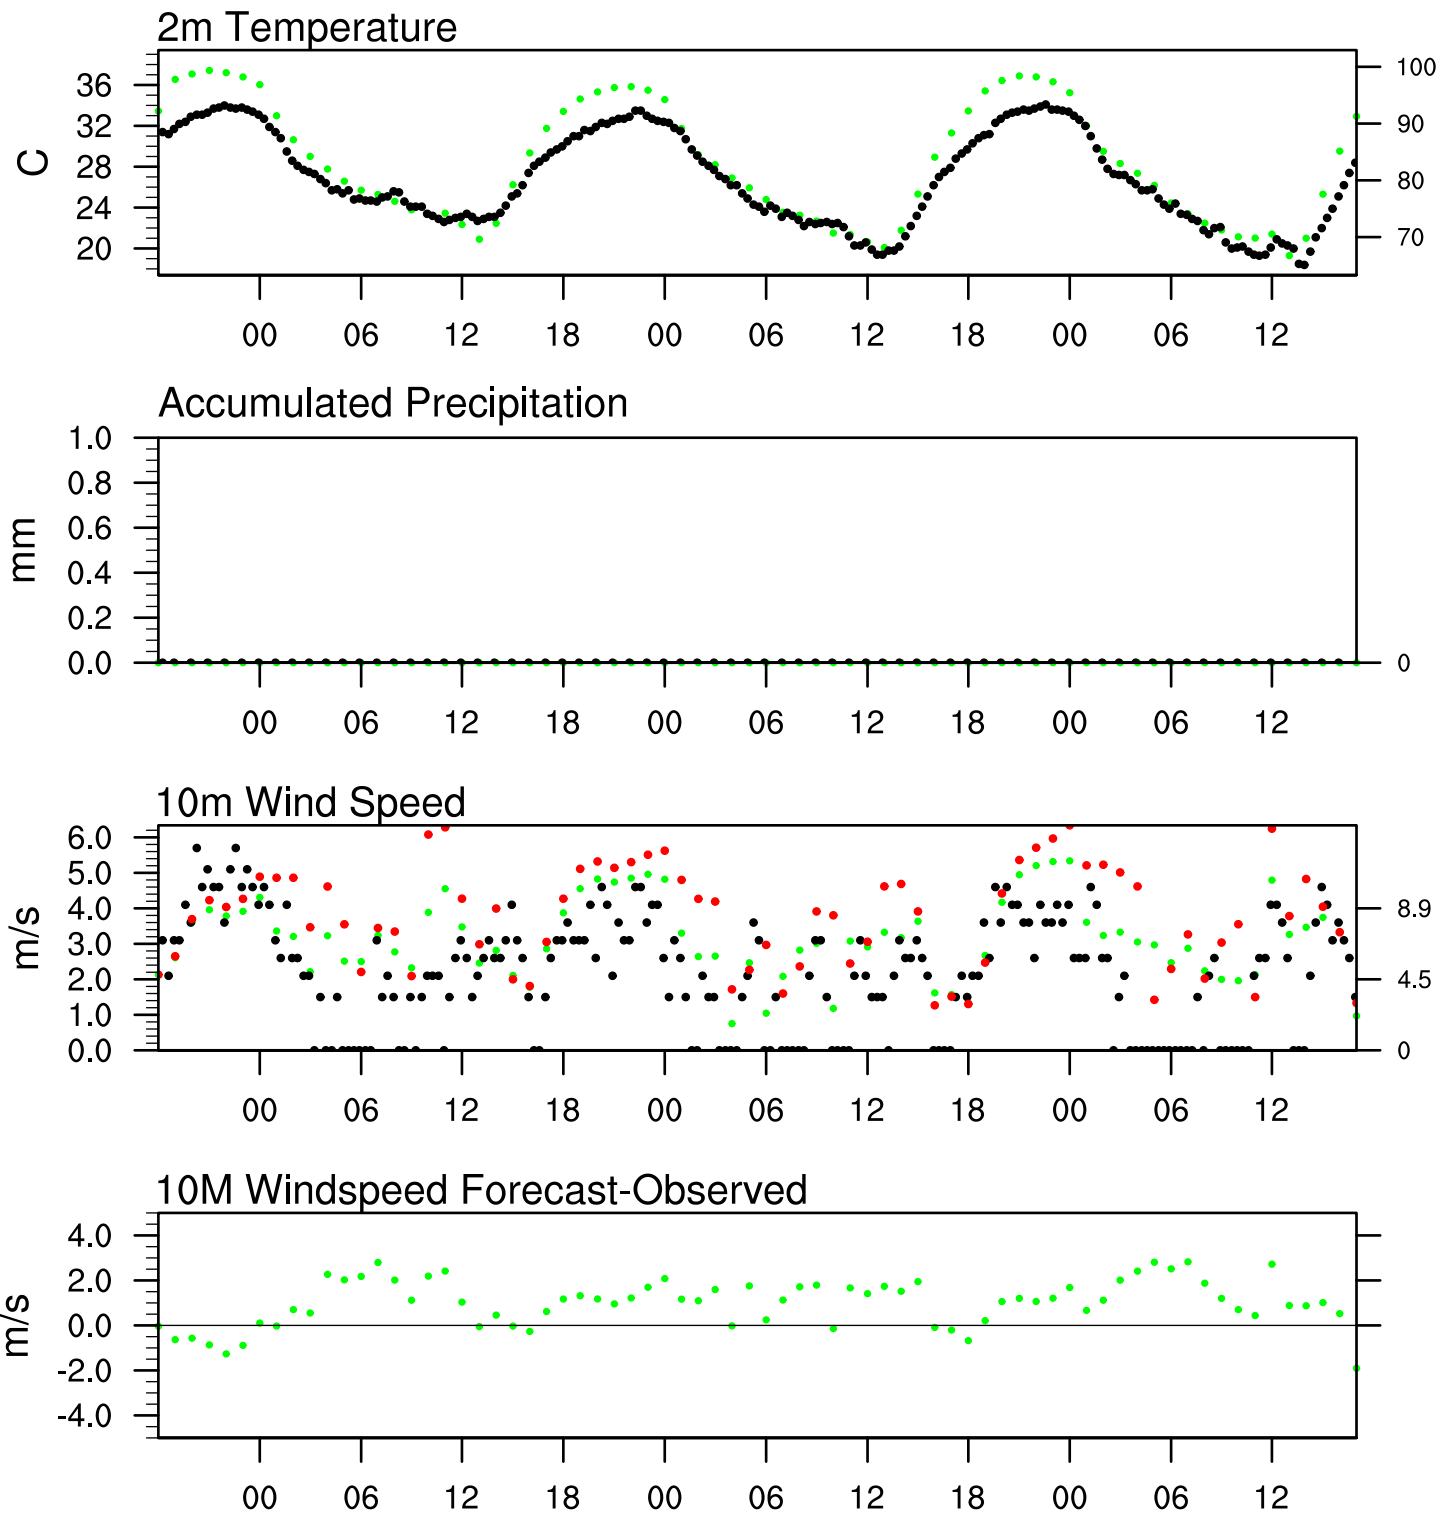 2m Temperature
36
32
28
24
20
C
100
90
80
70
00 06 12 18 00 06 12 18 00 06 12
Accumulated Precipitation
1.0
0.8
0.6
0.4
0.2
0.0
mm
0
00 06 12 18 00 06 12 18 00 06 12
10m Wind Speed
6.0
5.0
4.0
3.0
2.0
1.0
0.0
m/s
8.9
4.5
0
00 06 12 18 00 06 12 18 00 06 12
10M Windspeed Forecast-Observed
4.0
2.0
0.0
-2.0
-4.0
m/s
00 06 12 18 00 06 12 18 00 06 12